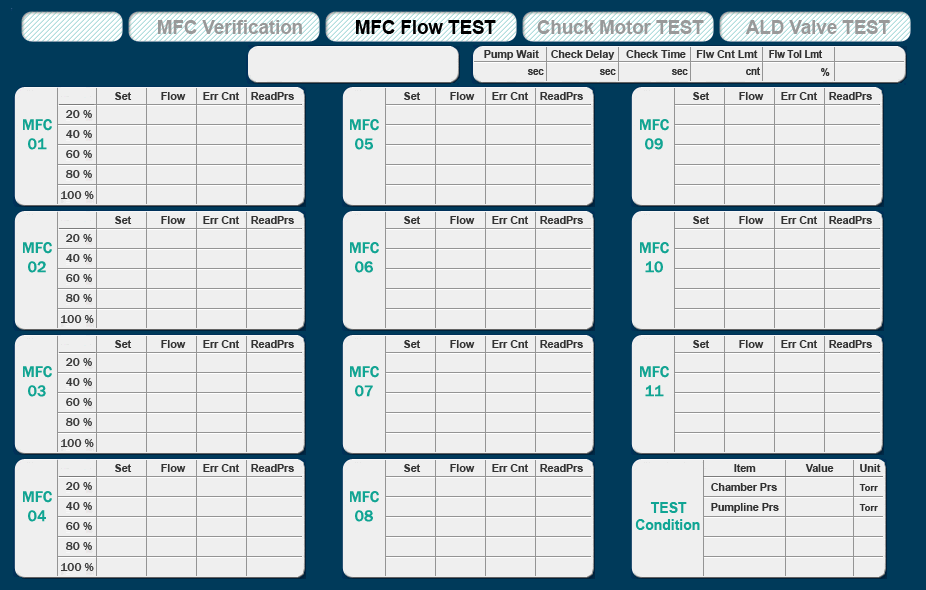 MFC Verification MFC Flow TEST Chuck Motor TEST ALD Valve TEST
Pump Wait Check Delay Check Time Flw Cnt Lmt Flw Tol Lmt
sec sec sec cnt %
MFC 01
Set Flow Err Cnt ReadPrs
20 %
40 %
60 %
80 %
100 %
MFC 05
Set Flow Err Cnt ReadPrs
MFC 09
Set Flow Err Cnt ReadPrs
MFC 02
Set Flow Err Cnt ReadPrs
20 %
40 %
60 %
80 %
100 %
MFC 06
Set Flow Err Cnt ReadPrs
MFC 10
Set Flow Err Cnt ReadPrs
MFC 03
Set Flow Err Cnt ReadPrs
20 %
40 %
60 %
80 %
100 %
MFC 07
Set Flow Err Cnt ReadPrs
MFC 11
Set Flow Err Cnt ReadPrs
MFC 04
Set Flow Err Cnt ReadPrs
20 %
40 %
60 %
80 %
100 %
MFC 08
Set Flow Err Cnt ReadPrs
TEST
Condition
Item Value Unit
Chamber Prs Torr
Pumpline Prs Torr